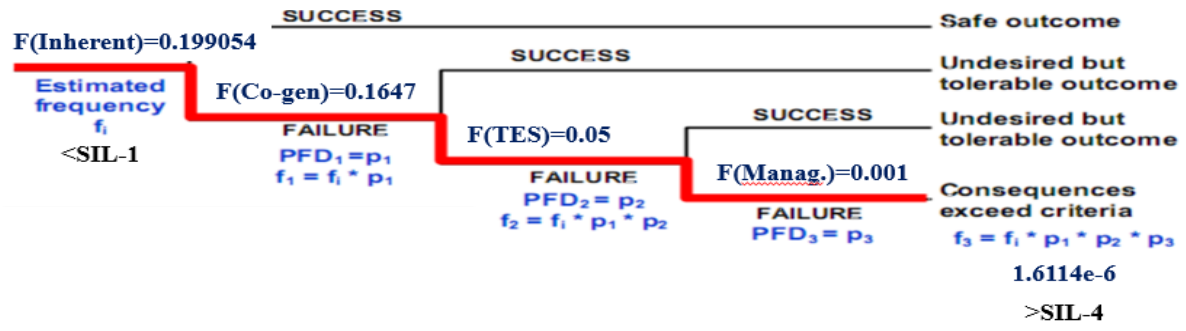 SUCCESS
Safe outcome
F(Inherent)=0.199054
SUCCESS
Undesired but
tolerable outcome
Estimated
frequency
fᵢ
<SIL-1
F(Co-gen)=0.1647
FAILURE
PFD₁ =p₁
f₁ = fᵢ * p₁
SUCCESS
Undesired but
tolerable outcome
F(TES)=0.05
FAILURE
PFD₂ = p₂
f₂ = fᵢ * p₁ * p₂
F(Manag.)=0.001
FAILURE
PFD₃ = p₃
Consequences
exceed criteria
f₃ = fᵢ * p₁ * p₂ * p₃
1.6114e-6
>SIL-4